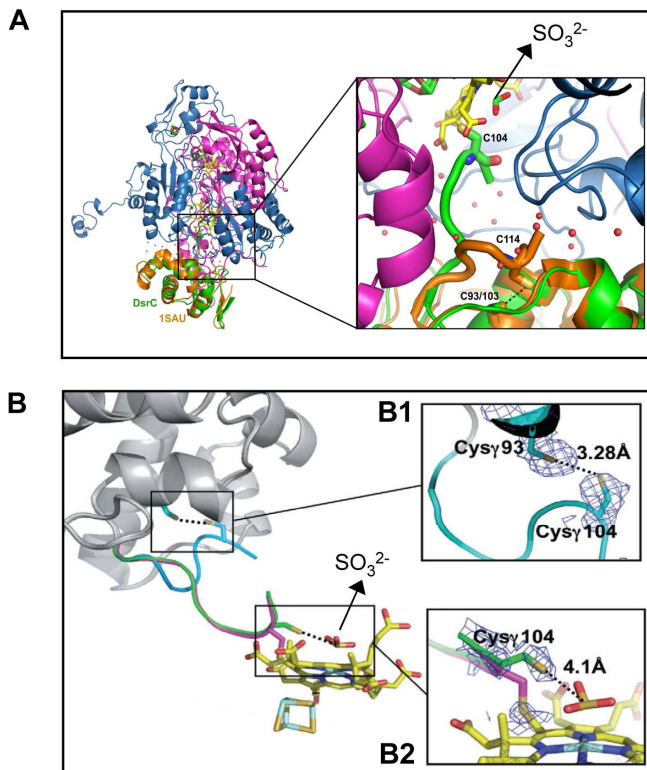 A
SO₃²⁻
C104
C114
C93/103
DsrC
1SAU
B
B1
Cysγ93
3.28Å
Cysγ104
SO₃²⁻
Cysγ104
4.1Å
B2